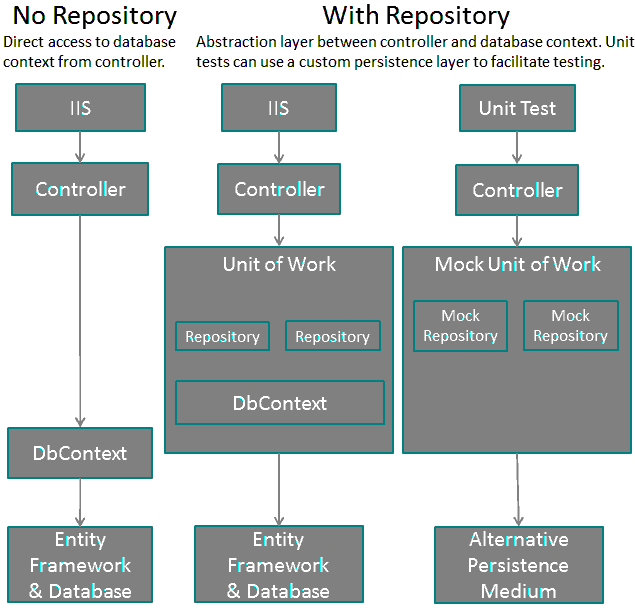 No Repository
Direct access to database
context from controller.
IIS
Controller
DbContext
Entity
Framework
& Database
With Repository
Abstraction layer between controller and database context. Unit
tests can use a custom persistence layer to facilitate testing.
IIS
Controller
Unit of Work
Repository
Repository
DbContext
Entity
Framework
& Database
Unit Test
Controller
Mock Unit of Work
Mock
Repository
Mock
Repository
Alternative
Persistence
Medium